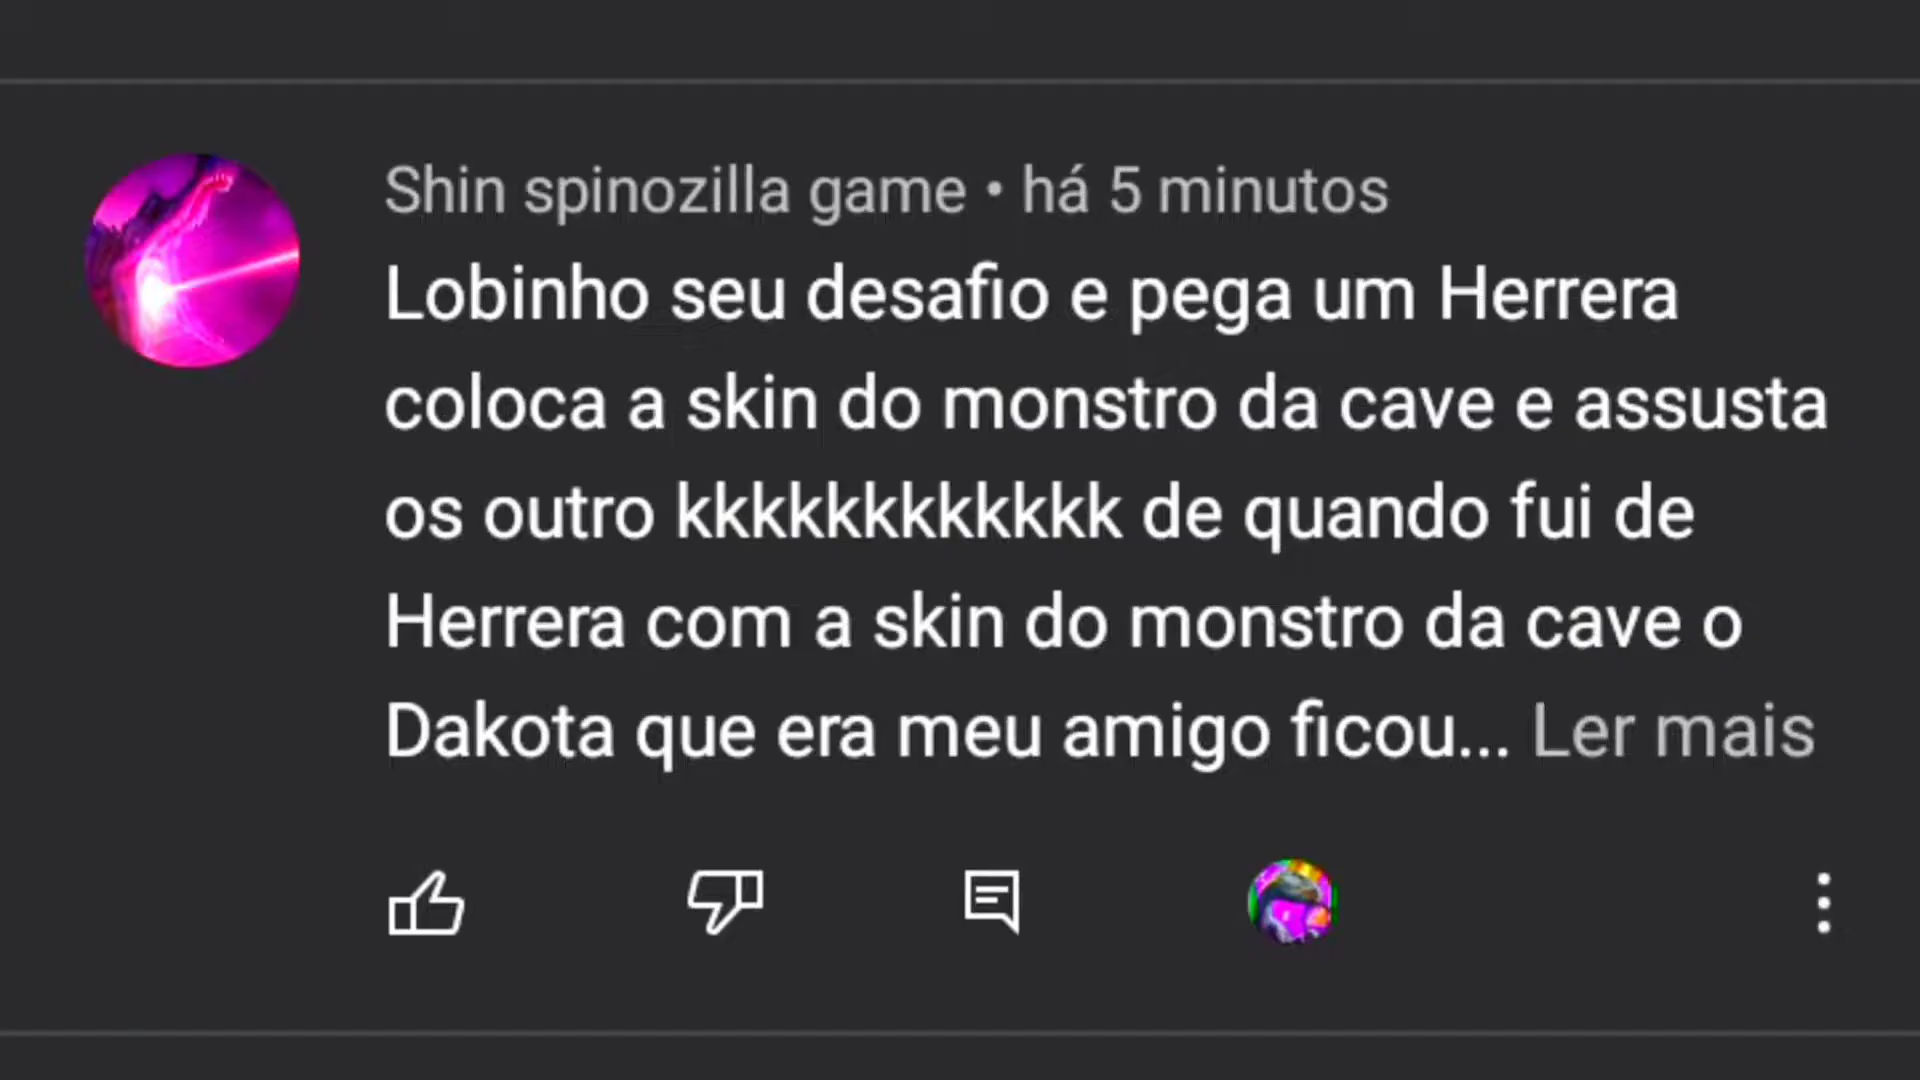 Shin spinozilla game • há 5 minutos
Lobinho seu desafio e pega um Herrera
coloca a skin do monstro da cave e assusta
os outro kkkkkkkkkkkk de quando fui de
Herrera com a skin do monstro da cave o
Dakota que era meu amigo ficou... Ler mais